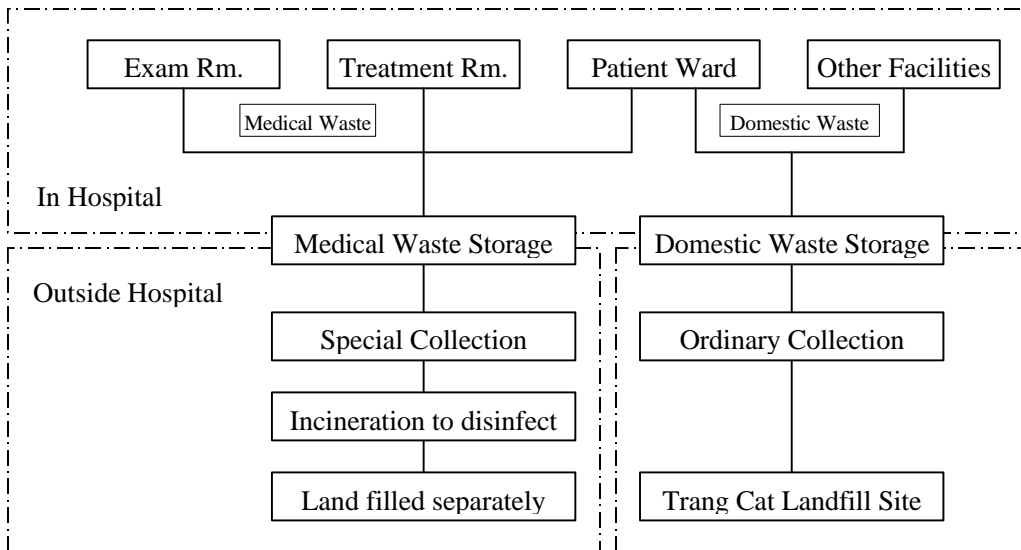 Exam Rm.
Treatment Rm.
Patient Ward
Other Facilities
Medical Waste
Domestic Waste
In Hospital
Medical Waste Storage
Domestic Waste Storage
Outside Hospital
Special Collection
Ordinary Collection
Incineration to disinfect
Land filled separately
Trang Cat Landfill Site